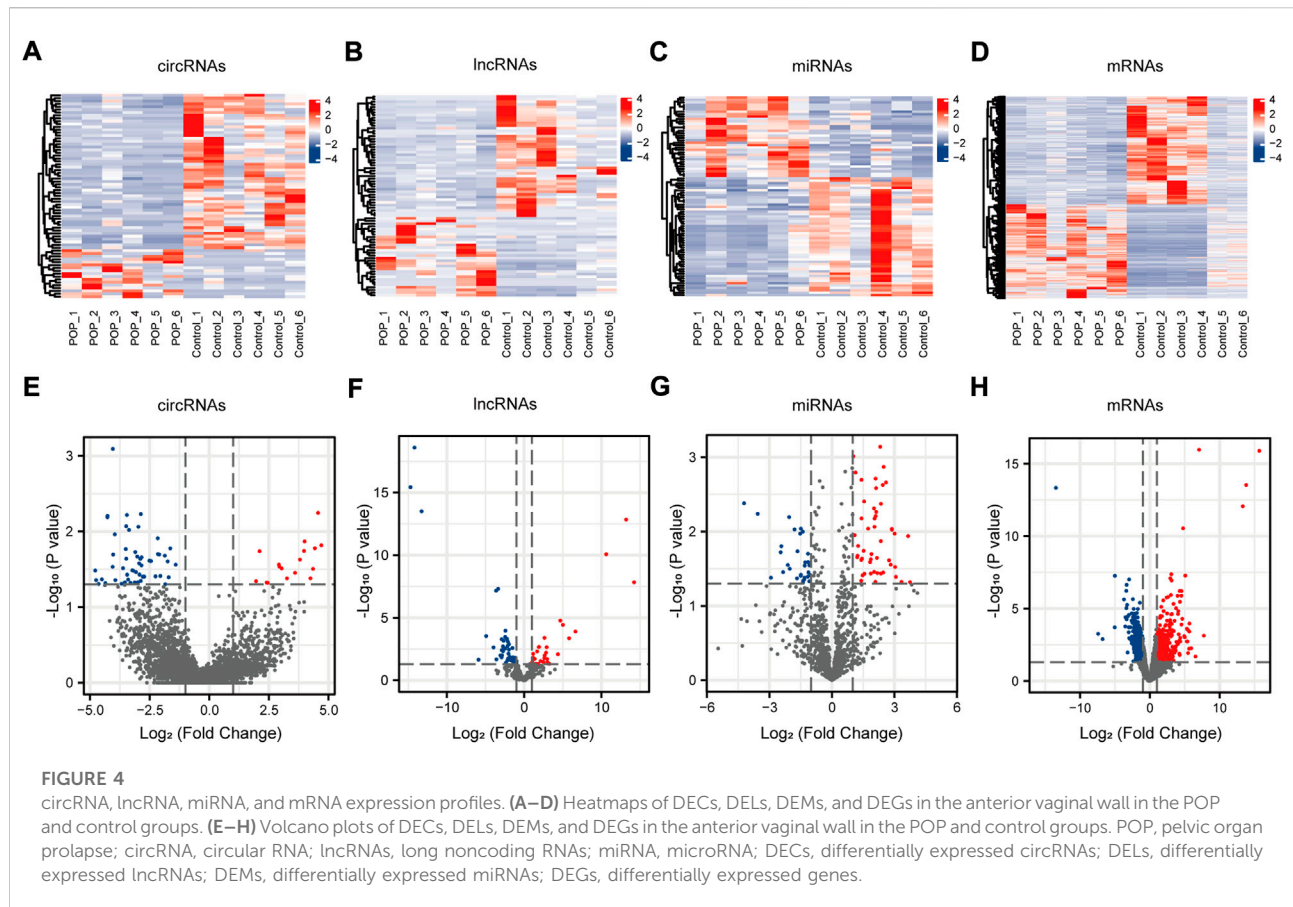 A
circRNAs
4
2
0
−2
−4
POP_1
POP_2
POP_3
POP_4
POP_5
POP_6
Control_1
Control_2
Control_3
Control_4
Control_5
Control_6
B
lncRNAs
4
2
0
−2
−4
POP_1
POP_2
POP_3
POP_4
POP_5
POP_6
Control_1
Control_2
Control_3
Control_4
Control_5
Control_6
C
miRNAs
4
2
0
−2
−4
POP_1
POP_2
POP_3
POP_4
POP_5
POP_6
Control_1
Control_2
Control_3
Control_4
Control_5
Control_6
D
mRNAs
4
2
0
−2
−4
POP_1
POP_2
POP_3
POP_4
POP_5
POP_6
Control_1
Control_2
Control_3
Control_4
Control_5
Control_6
E
circRNAs
-Log₁₀ (P value)
3
2
1
0
−5.0
−2.5
0.0
2.5
5.0
Log₂ (Fold Change)
F
lncRNAs
-Log₁₀ (P value)
15
10
5
0
−10
0
10
Log₂ (Fold Change)
G
miRNAs
-Log₁₀ (P value)
3
2
1
0
−6
−3
0
3
6
Log₂ (Fold Change)
H
mRNAs
-Log₁₀ (P value)
15
10
5
0
−10
0
10
Log₂ (Fold Change)
FIGURE 4
circRNA, lncRNA, miRNA, and mRNA expression profiles. (A–D) Heatmaps of DECs, DELs, DEMs, and DEGs in the anterior vaginal wall in the POP
and control groups. (E–H) Volcano plots of DECs, DELs, DEMs, and DEGs in the anterior vaginal wall in the POP and control groups. POP, pelvic organ
prolapse; circRNA, circular RNA; lncRNAs, long noncoding RNAs; miRNA, microRNA; DECs, differentially expressed circRNAs; DELs, differentially
expressed lncRNAs; DEMs, differentially expressed miRNAs; DEGs, differentially expressed genes.